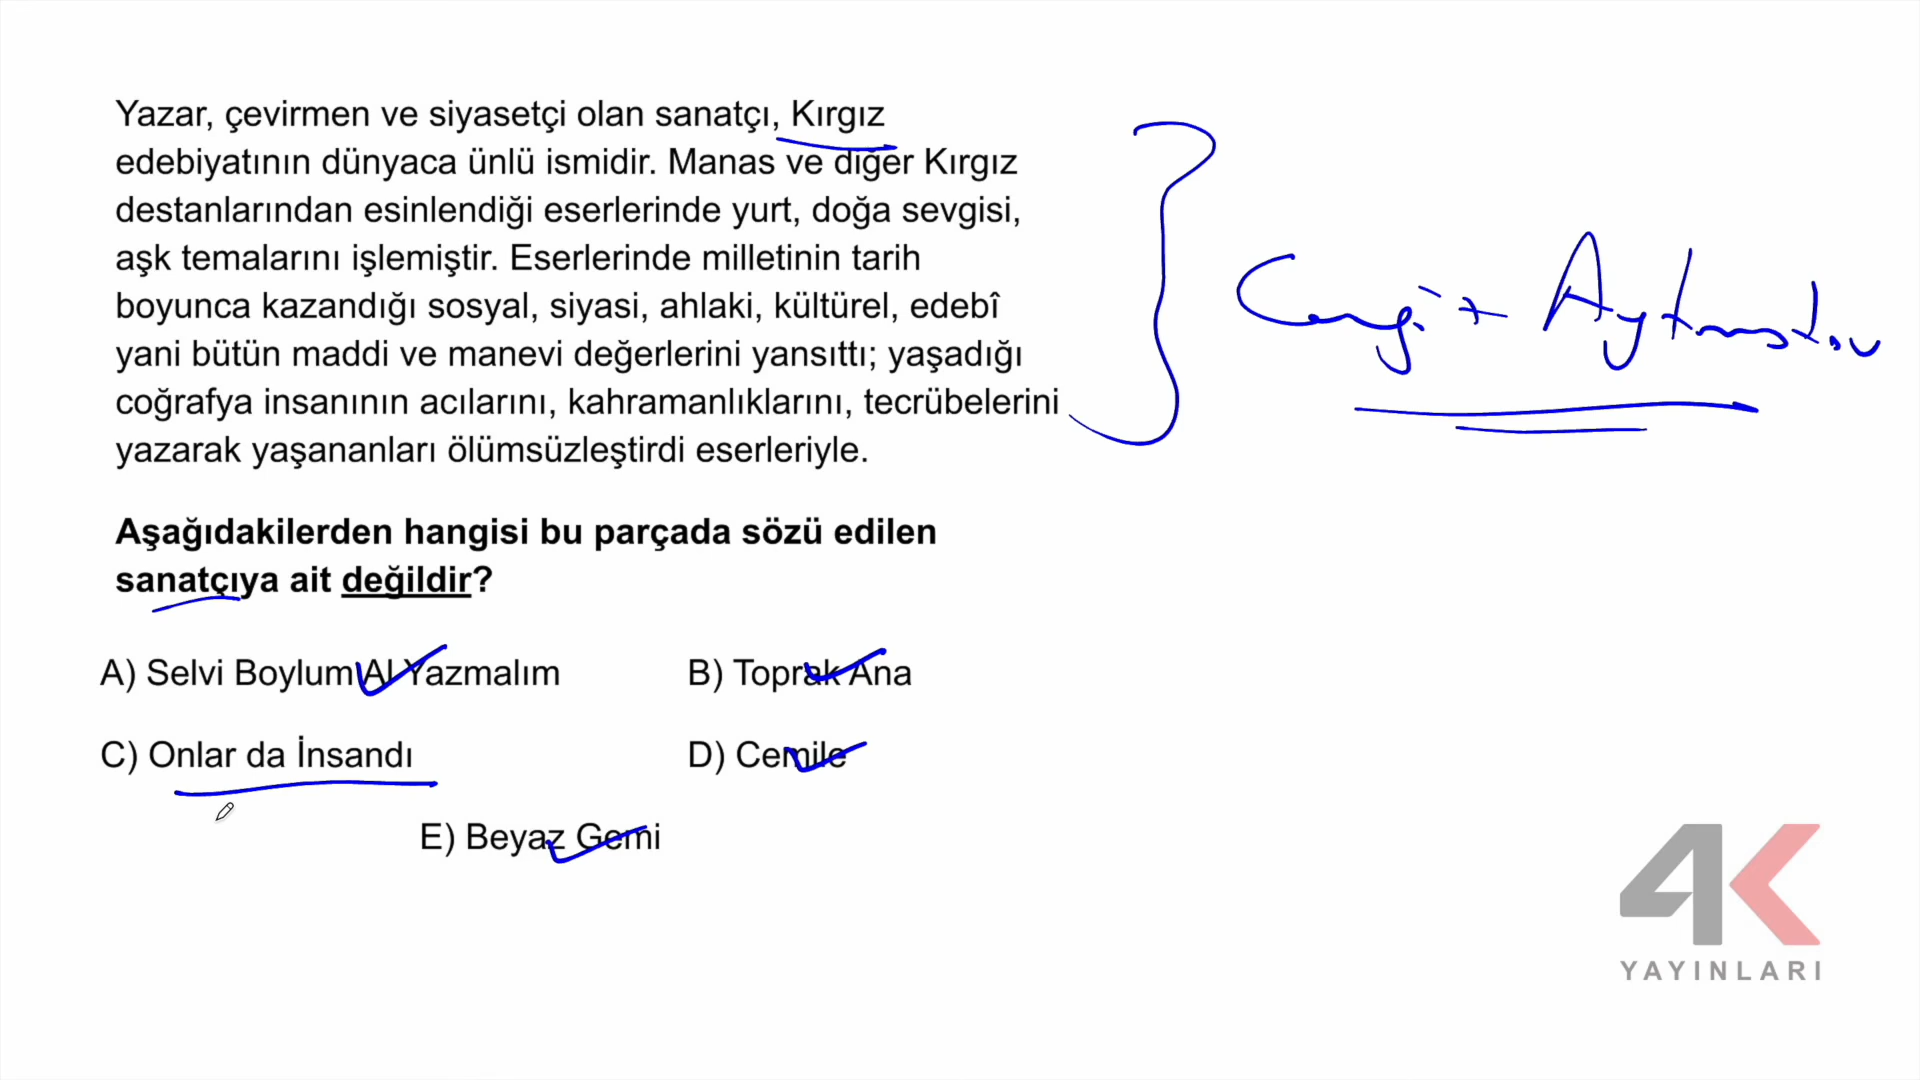 Yazar, çevirmen ve siyasetçi olan sanatçı, Kırgız
edebiyatının dünyaca ünlü ismidir. Manas ve diğer Kırgız
destanlarından esinlendiği eserlerinde yurt, doğa sevgisi,
aşk temalarını işlemiştir. Eserlerinde milletinin tarih
boyunca kazandığı sosyal, siyasi, ahlaki, kültürel, edebî
yani bütün maddi ve manevi değerlerini yansıttı; yaşadığı
coğrafya insanının acılarını, kahramanlıklarını, tecrübelerini
yazarak yaşananları ölümsüzleştirdi eserleriyle.
Cengiz Aytmatov
Aşağıdakilerden hangisi bu parçada sözü edilen
sanatçıya ait değildir?
A) Selvi Boylum Al Yazmalım
B) Toprak Ana
C) Onlar da İnsandı
D) Cemile
E) Beyaz Gemi
4K
YAYINLARI